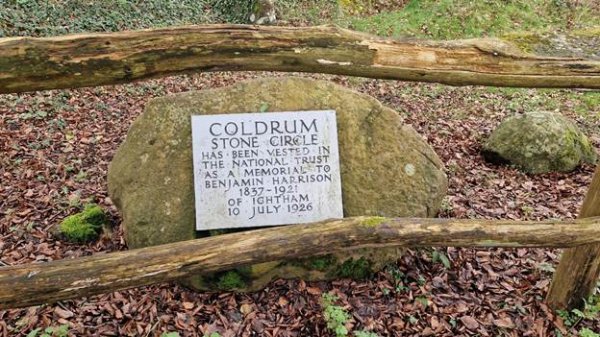 COLDRUM
STONE CIRCLE
HAS BEEN VESTED IN
THE NATIONAL TRUST
AS A MEMORIAL TO
BENJAMIN HARRISON
1837-1921
OF IGHTHAM
10 JULY 1926